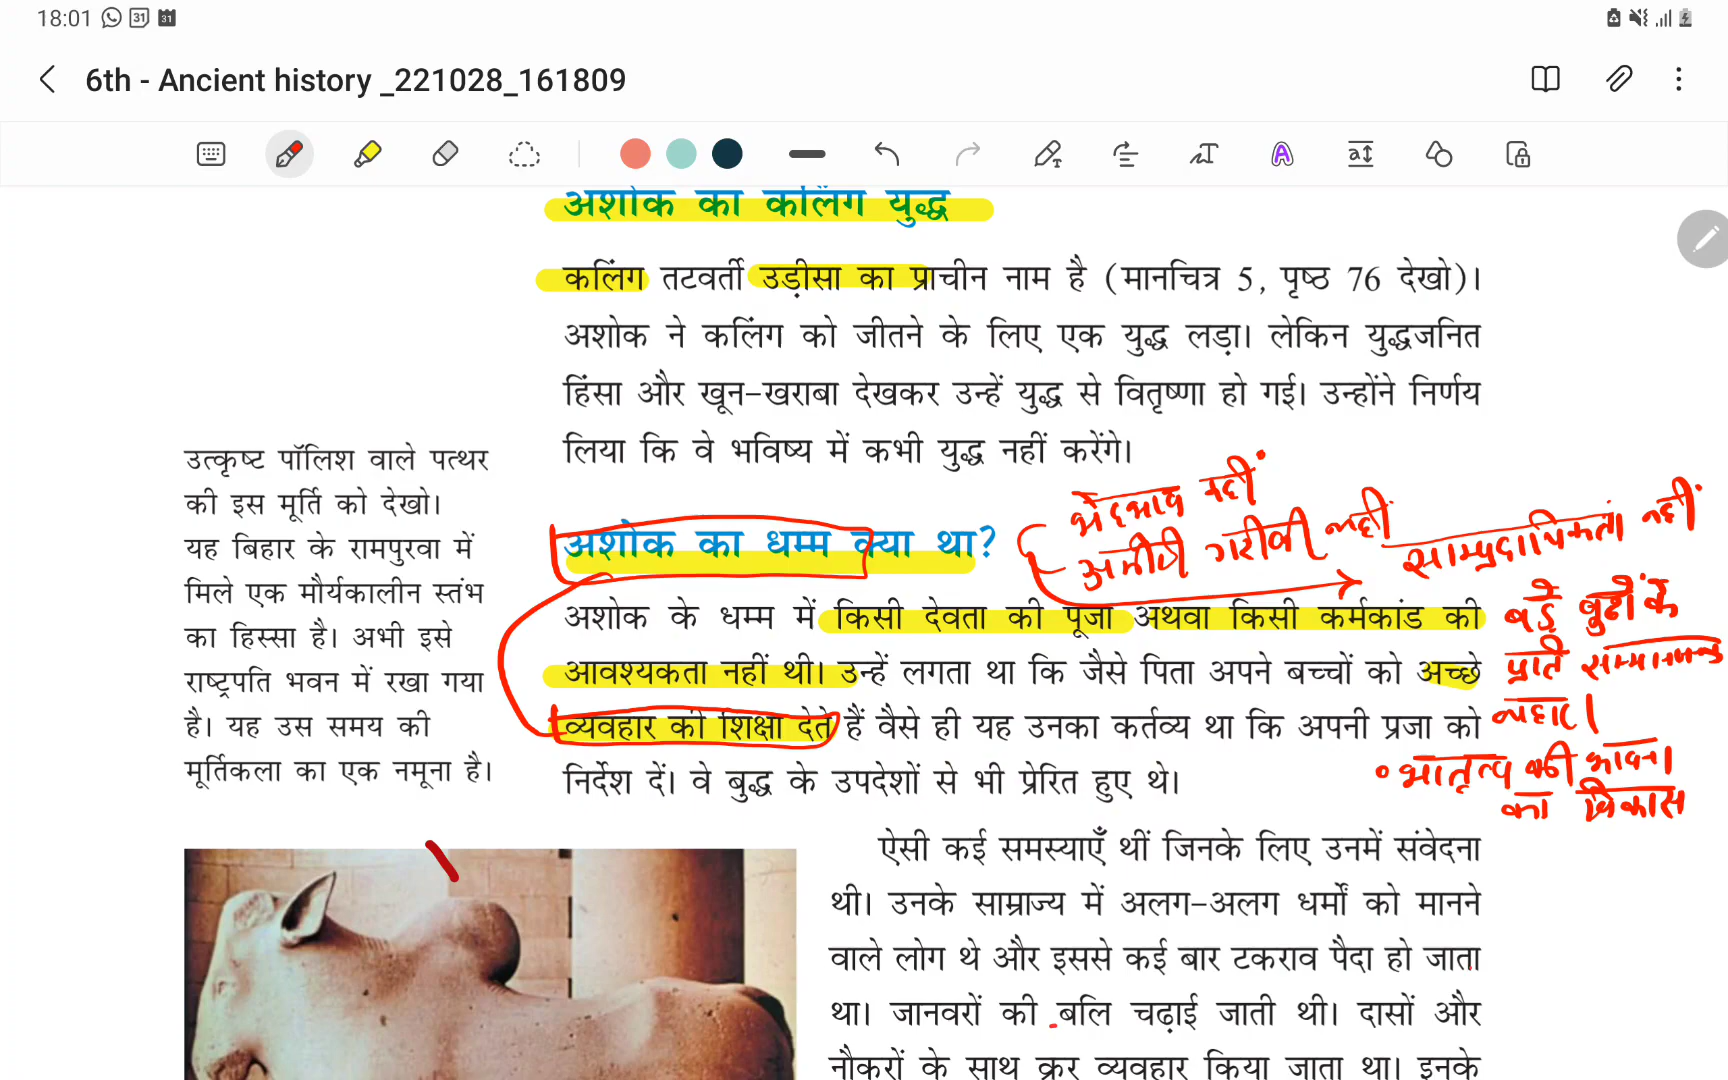 18:01
6th - Ancient history _221028_161809
अशोक का कलिंग युद्ध
कलिंग तटवर्ती उड़ीसा का प्राचीन नाम है (मानचित्र 5, पृष्ठ 76 देखो)।
अशोक ने कलिंग को जीतने के लिए एक युद्ध लड़ा। लेकिन युद्धजनित
हिंसा और खून-खराबा देखकर उन्हें युद्ध से वितृष्णा हो गई। उन्होंने निर्णय
लिया कि वे भविष्य में कभी युद्ध नहीं करेंगे।
उत्कृष्ट पॉलिश वाले पत्थर
की इस मूर्ति को देखो।
यह बिहार के रामपुरवा में
मिले एक मौर्यकालीन स्तंभ
का हिस्सा है। अभी इसे
राष्ट्रपति भवन में रखा गया
है। यह उस समय की
मूर्तिकला का एक नमूना है।
अशोक का धम्म क्या था?
भेदभाव नहीं
अमीरी गरीबी नहीं
साम्प्रदायिकता नहीं
अशोक के धम्म में किसी देवता की पूजा अथवा किसी कर्मकांड की
आवश्यकता नहीं थी। उन्हें लगता था कि जैसे पिता अपने बच्चों को अच्छे
व्यवहार की शिक्षा देते हैं वैसे ही यह उनका कर्तव्य था कि अपनी प्रजा को
निर्देश दें। वे बुद्ध के उपदेशों से भी प्रेरित हुए थे।
बड़े बुढों के
प्रति
• भातृत्व की भावना
का विकास
ऐसी कई समस्याएँ थीं जिनके लिए उनमें संवेदना
थी। उनके साम्राज्य में अलग-अलग धर्मों को मानने
वाले लोग थे और इससे कई बार टकराव पैदा हो जाता
था। जानवरों की बलि चढ़ाई जाती थी। दासों और
नौकरों के साथ क्रूर व्यवहार किया जाता था। इनके